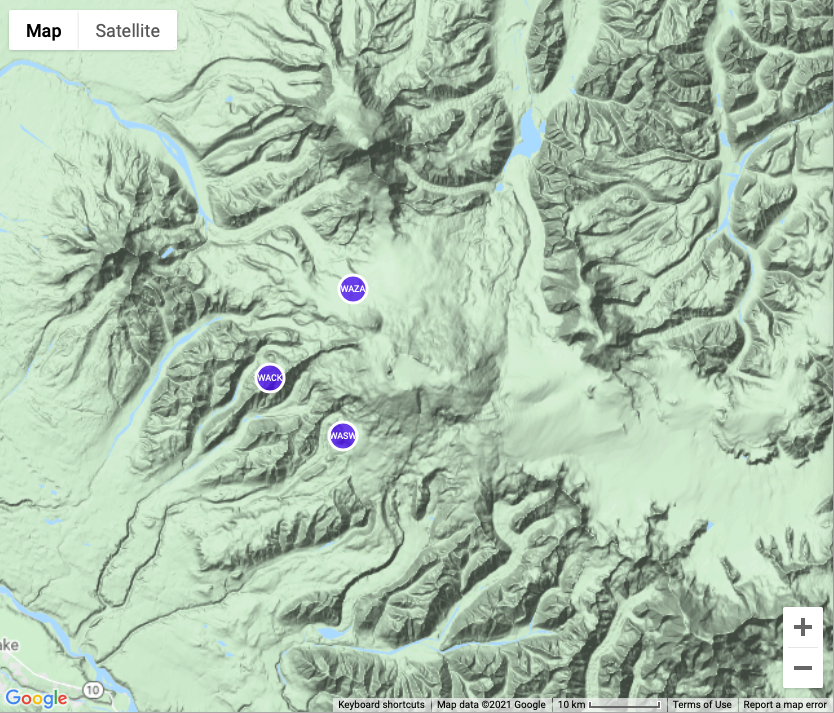 Map Satellite
WAZA
WACK
WASW
ake
10
Google
Keyboard shortcuts Map data ©2021 Google 10 km Terms of Use Report a map error